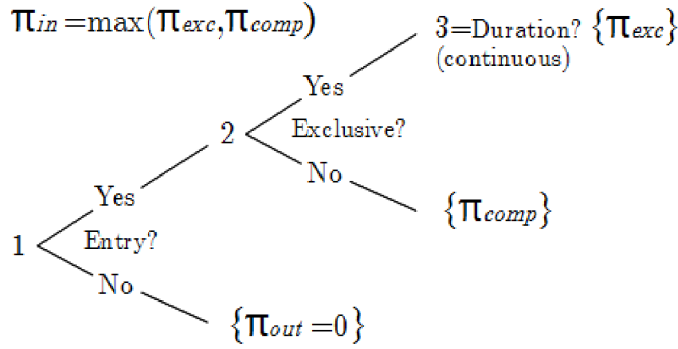 πin =max(πexc,πcomp)
3=Duration? {πexc}
(continuous)
Yes
2 Exclusive?
No
Yes
{πcomp}
1 Entry?
No
{πout =0}